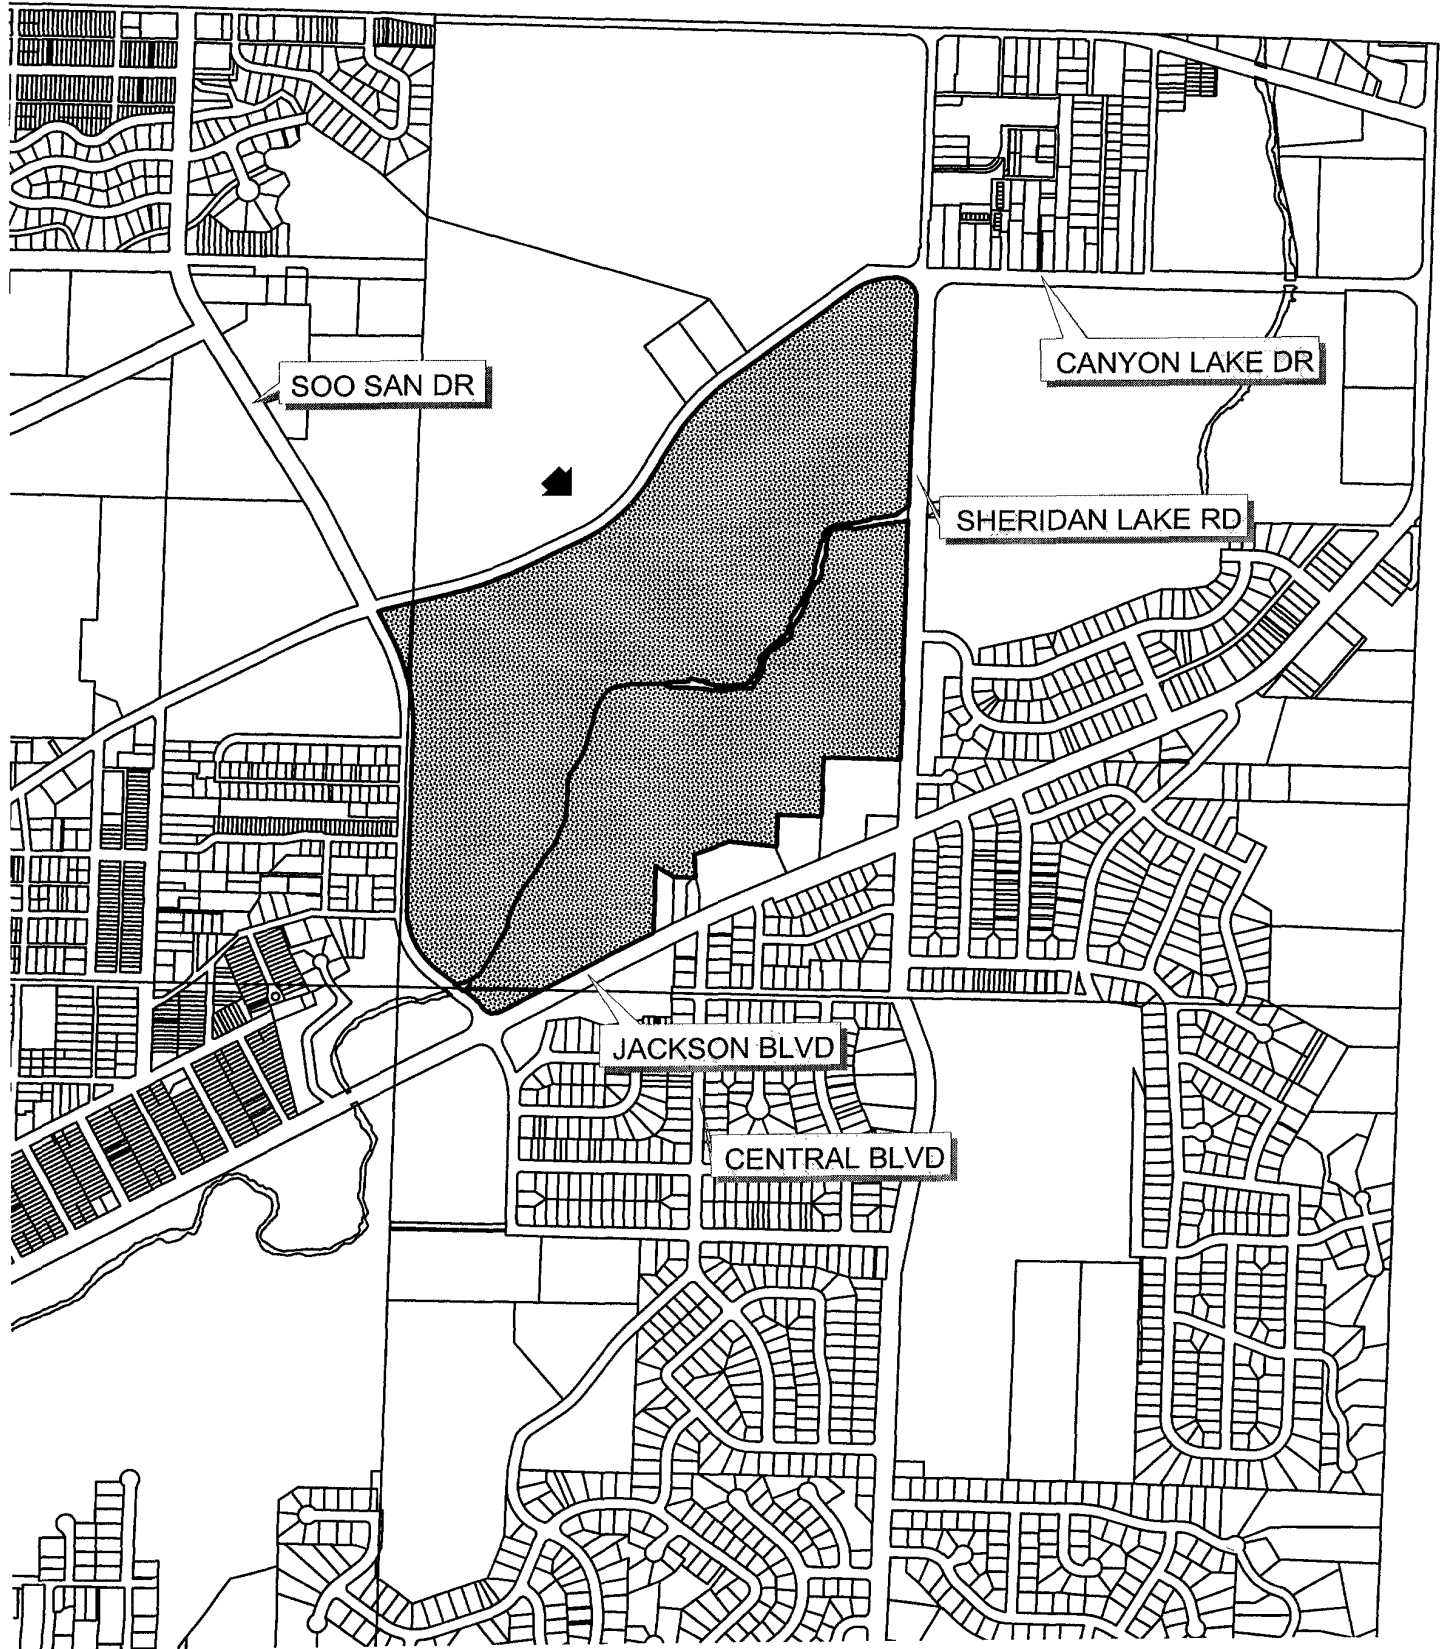 CANYON LAKE DR
SOO SAN DR
SHERIDAN LAKE RD
JACKSON BLVD
CENTRAL BLVD